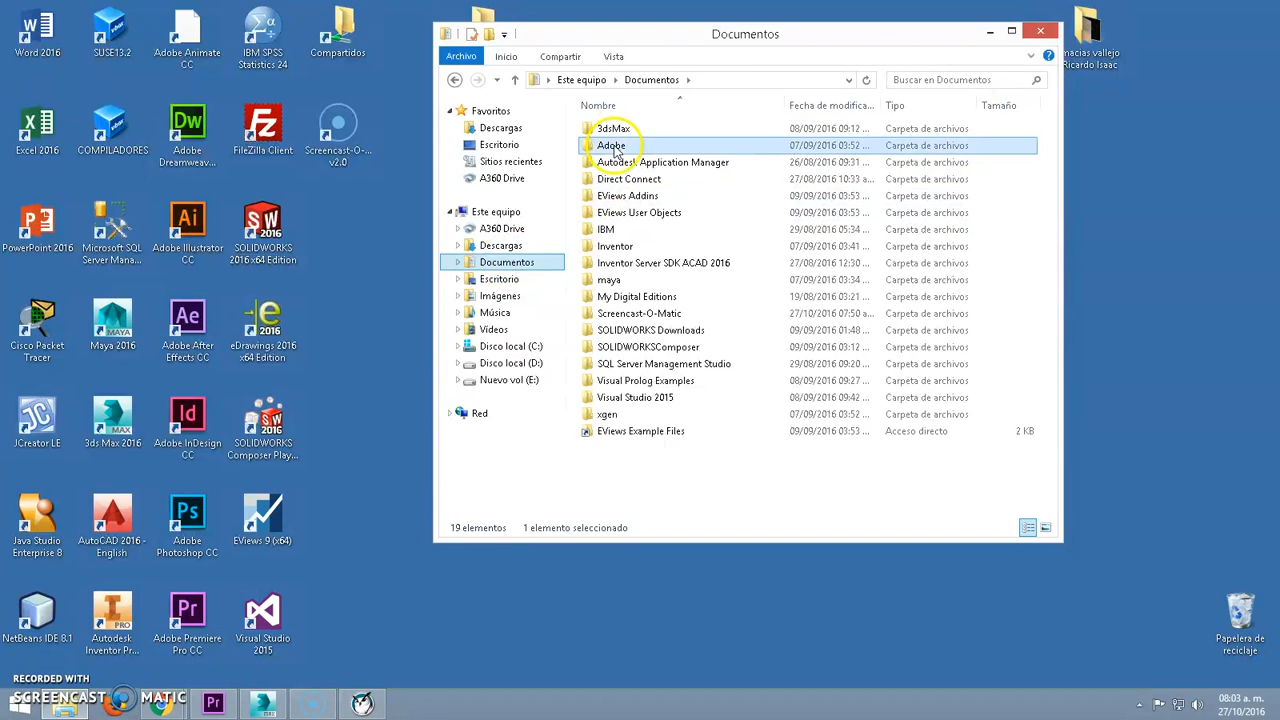 Word 2016
SUSE13.2
Adobe Animate
CC
IBM SPSS
Statistics 24
Compartidos
Excel 2016
COMPILADORES
Adobe
Dreamweav...
FileZilla Client
Screencast-O-...
v2.0
PowerPoint 2016
Microsoft SQL
Server Mana...
Adobe Illustrator
CC
SOLIDWORKS
2016 x64 Edition
Cisco Packet
Tracer
Maya 2016
Adobe After
Effects CC
eDrawings 2016
x64 Edition
JCreator LE
3ds Max 2016
Adobe InDesign
CC
SOLIDWORKS
Composer Play...
Java Studio
Enterprise 8
AutoCAD 2016 -
English
Adobe
Photoshop CC
EViews 9 (x64)
NetBeans IDE 8.1
Autodesk
Inventor Pr...
Adobe Premiere
Pro CC
Visual Studio
2015
macias vallejo
Ricardo Isaac
Papelera de
reciclaje
Documentos
Archivo Inicio Compartir Vista
Este equipo Documentos
Buscar en Documentos
Favoritos
Descargas
Escritorio
Sitios recientes
A360 Drive
Este equipo
A360 Drive
Descargas
Documentos
Escritorio
Imágenes
Música
Vídeos
Disco local (C:)
Disco local (D:)
Nuevo vol (E:)
Red
Nombre Fecha de modifica... Tipo Tamaño
3dsMax 08/09/2016 09:12 ... Carpeta de archivos
Adobe 07/09/2016 03:52 ... Carpeta de archivos
Autodesk Application Manager 26/08/2016 09:31 ... Carpeta de archivos
Direct Connect 27/08/2016 10:33 a... Carpeta de archivos
EViews Addins 09/09/2016 03:53 ... Carpeta de archivos
EViews User Objects 09/09/2016 03:53 ... Carpeta de archivos
IBM 29/08/2016 05:34 ... Carpeta de archivos
Inventor 07/09/2016 03:41 ... Carpeta de archivos
Inventor Server SDK ACAD 2016 27/08/2016 12:30 ... Carpeta de archivos
maya 07/09/2016 03:34 ... Carpeta de archivos
My Digital Editions 19/08/2016 03:21 ... Carpeta de archivos
Screencast-O-Matic 27/10/2016 07:50 a... Carpeta de archivos
SOLIDWORKS Downloads 09/09/2016 01:48 ... Carpeta de archivos
SOLIDWORKSComposer 09/09/2016 03:12 ... Carpeta de archivos
SQL Server Management Studio 29/08/2016 09:20 ... Carpeta de archivos
Visual Prolog Examples 08/09/2016 09:27 ... Carpeta de archivos
Visual Studio 2015 08/09/2016 09:42 ... Carpeta de archivos
xgen 07/09/2016 03:52 ... Carpeta de archivos
EViews Example Files 09/09/2016 03:53 ... Acceso directo 2 KB
19 elementos 1 elemento seleccionado
RECORDED WITH
SCREENCAST MATIC
08:03 a. m.
27/10/2016